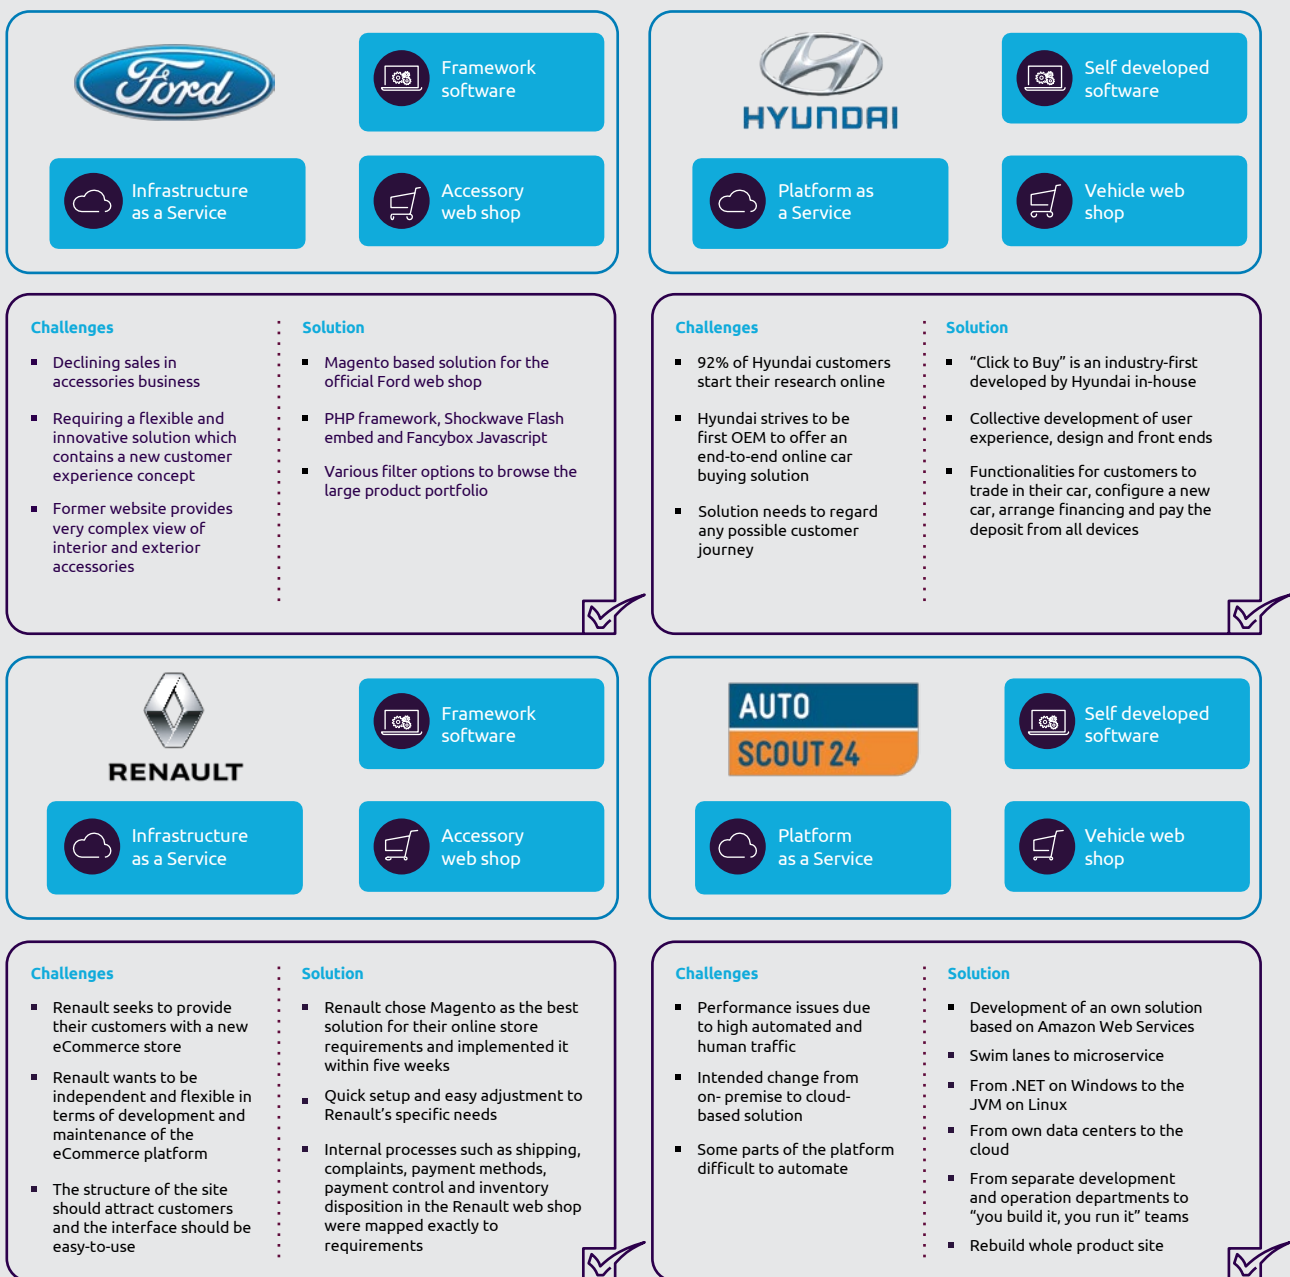 Ford
Framework
software
Infrastructure
as a Service
Accessory
web shop
HYUNDAI
Self developed
software
Platform as
a Service
Vehicle web
shop
Challenges
Declining sales in
accessories business
Requiring a flexible and
innovative solution which
contains a new customer
experience concept
Former website provides
very complex view of
interior and exterior
accessories
Solution
Magento based solution for the
official Ford web shop
PHP framework, Shockwave Flash
embed and Fancybox Javascript
Various filter options to browse the
large product portfolio
Challenges
92% of Hyundai customers
start their research online
Hyundai strives to be
first OEM to offer an
end-to-end online car
buying solution
Solution needs to regard
any possible customer
journey
Solution
“Click to Buy” is an industry-first
developed by Hyundai in-house
Collective development of user
experience, design and front ends
Functionalities for customers to
trade in their car, configure a new
car, arrange financing and pay the
deposit from all devices
RENAULT
Framework
software
Infrastructure
as a Service
Accessory
web shop
AUTO
SCOUT 24
Self developed
software
Platform
as a Service
Vehicle web
shop
Challenges
Renault seeks to provide
their customers with a new
eCommerce store
Renault wants to be
independent and flexible in
terms of development and
maintenance of the
eCommerce platform
The structure of the site
should attract customers
and the interface should be
easy-to-use
Solution
Renault chose Magento as the best
solution for their online store
requirements and implemented it
within five weeks
Quick setup and easy adjustment to
Renault’s specific needs
Internal processes such as shipping,
complaints, payment methods,
payment control and inventory
disposition in the Renault web shop
were mapped exactly to
requirements
Challenges
Performance issues due
to high automated and
human traffic
Intended change from
on- premise to cloud-
based solution
Some parts of the platform
difficult to automate
Solution
Development of an own solution
based on Amazon Web Services
Swim lanes to microservice
From .NET on Windows to the
JVM on Linux
From own data centers to the
cloud
From separate development
and operation departments to
“you build it, you run it” teams
Rebuild whole product site